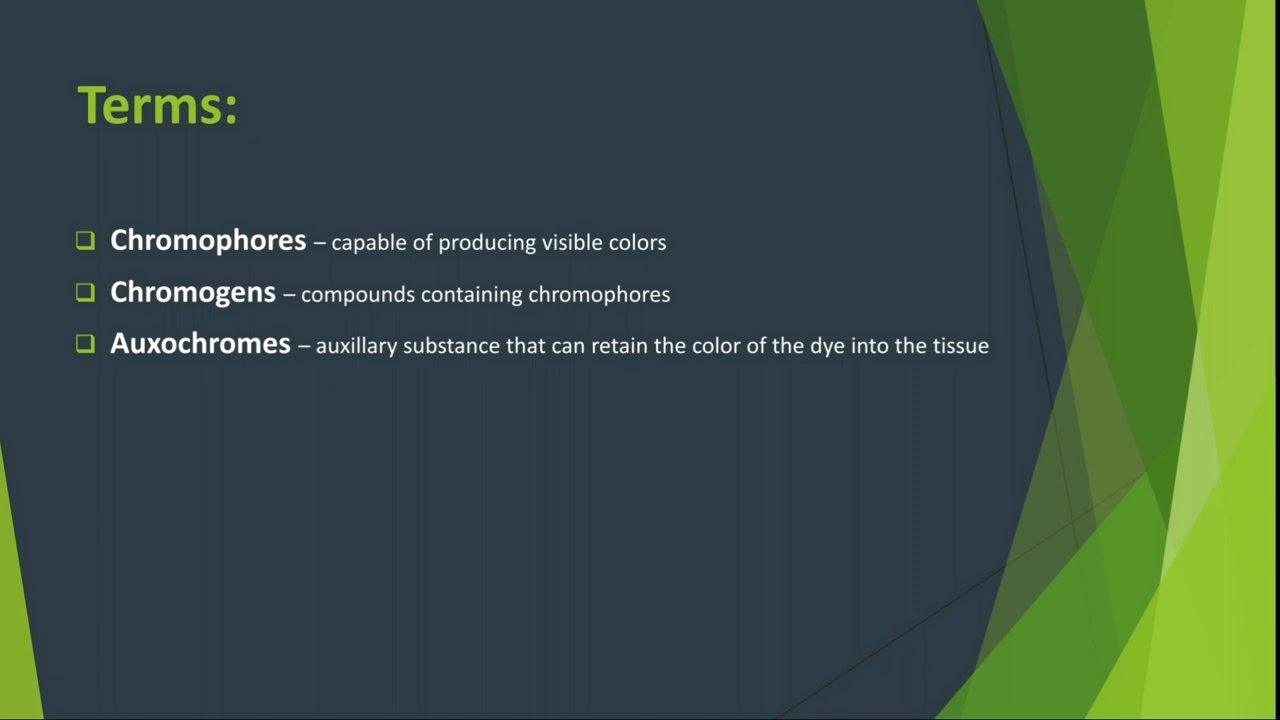 Terms:
❑ Chromophores – capable of producing visible colors
❑ Chromogens – compounds containing chromophores
❑ Auxochromes – auxillary substance that can retain the color of the dye into the tissue